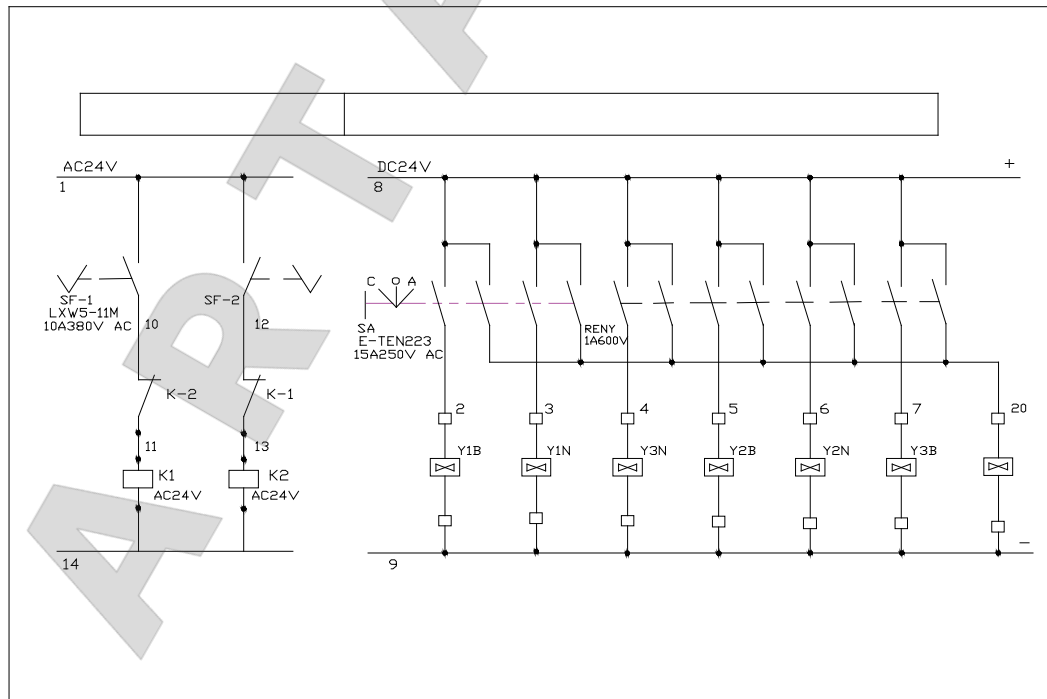 ARTA
AC24V
1
DC24V
8
+
SF-1
LXW5-11M
10A380V AC
10
SF-2
12
C O A
SA
E-TEN223
15A250V AC
RENY
1A600V
K-2
K-1
2
3
4
5
6
7
20
11
13
K1
AC24V
K2
AC24V
Y1B
Y1N
Y3N
Y2B
Y2N
Y3B
14
9
-